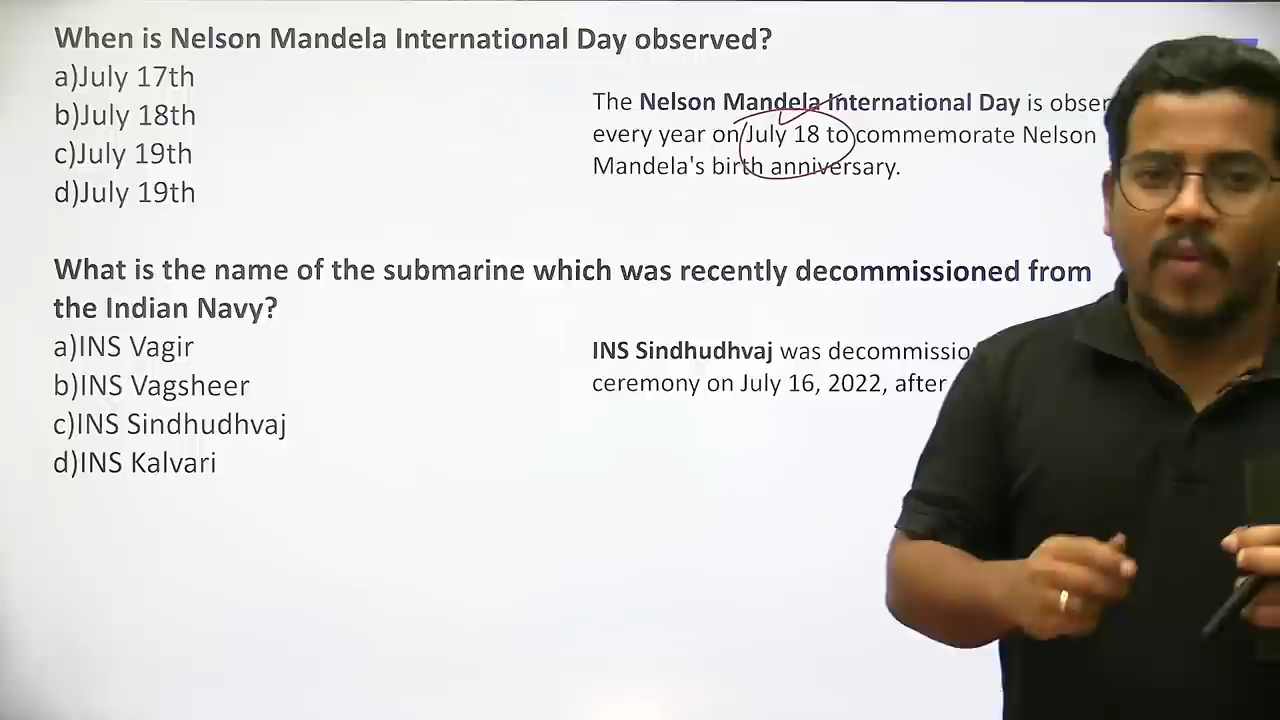 When is Nelson Mandela International Day observed?
a)July 17th
b)July 18th
c)July 19th
d)July 19th
The Nelson Mandela International Day is
every year on July 18 to commemorate Nelson
Mandela's birth anniversary.
What is the name of the submarine which was recently decommissioned from
the Indian Navy?
a)INS Vagir
b)INS Vagsheer
c)INS Sindhudhvaj
d)INS Kalvari
INS Sindhudhvaj was
ceremony on July 16, 2022, after